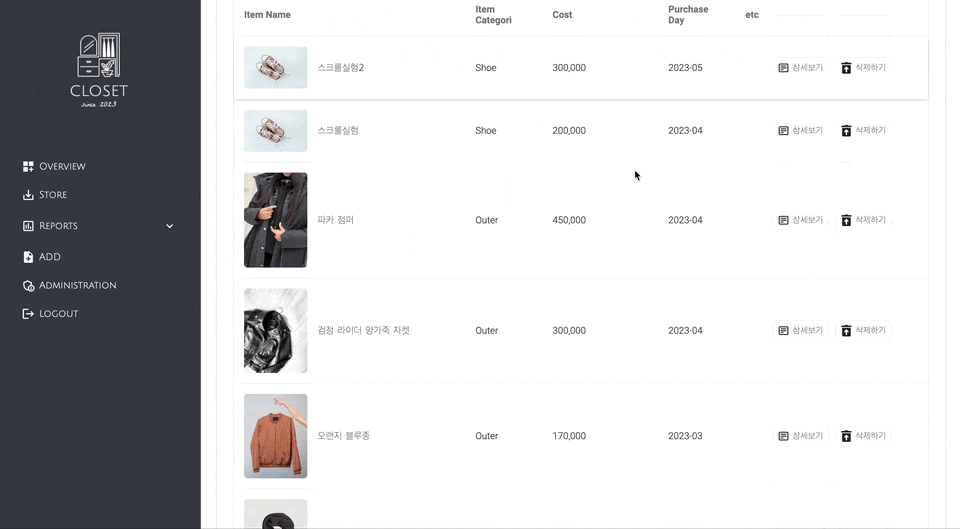 CLOSET
since 2023
OVERVIEW
STORE
REPORTS
ADD
ADMINISTRATION
LOGOUT
Item Name Item Categori Cost Purchase Day etc
스크롤실험2 Shoe 300,000 2023-05 상세보기 삭제하기
스크롤실험 Shoe 200,000 2023-04 상세보기 삭제하기
파카 점퍼 Outer 450,000 2023-04 상세보기 삭제하기
검정 라이더 양가죽 자켓 Outer 300,000 2023-04 상세보기 삭제하기
오랜지 블루종 Outer 170,000 2023-03 상세보기 삭제하기